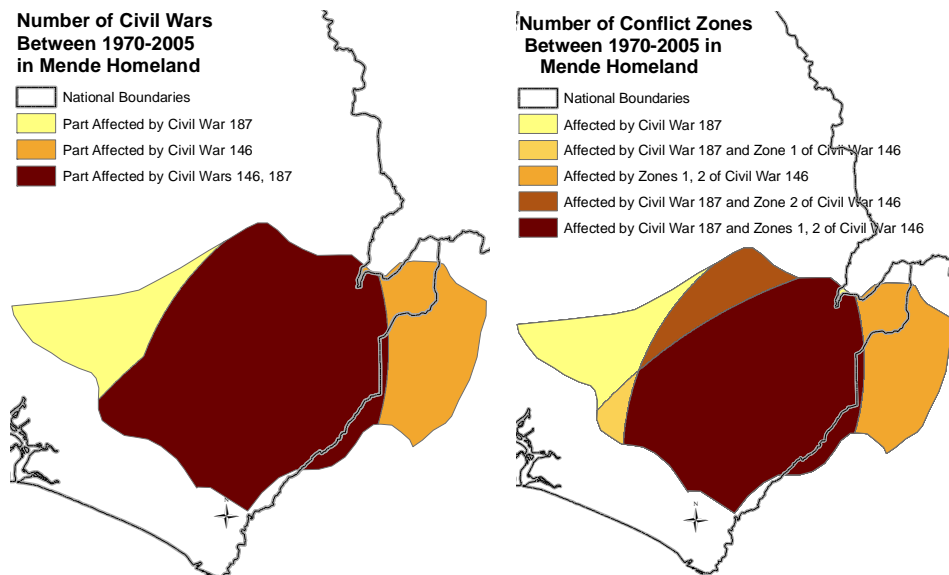 Number of Civil Wars
Between 1970-2005
in Mende Homeland
National Boundaries
Part Affected by Civil War 187
Part Affected by Civil War 146
Part Affected by Civil Wars 146, 187
N
Number of Conflict Zones
Between 1970-2005 in
Mende Homeland
National Boundaries
Affected by Civil War 187
Affected by Civil War 187 and Zone 1 of Civil War 146
Affected by Zones 1, 2 of Civil War 146
Affected by Civil War 187 and Zone 2 of Civil War 146
Affected by Civil War 187 and Zones 1, 2 of Civil War 146
N